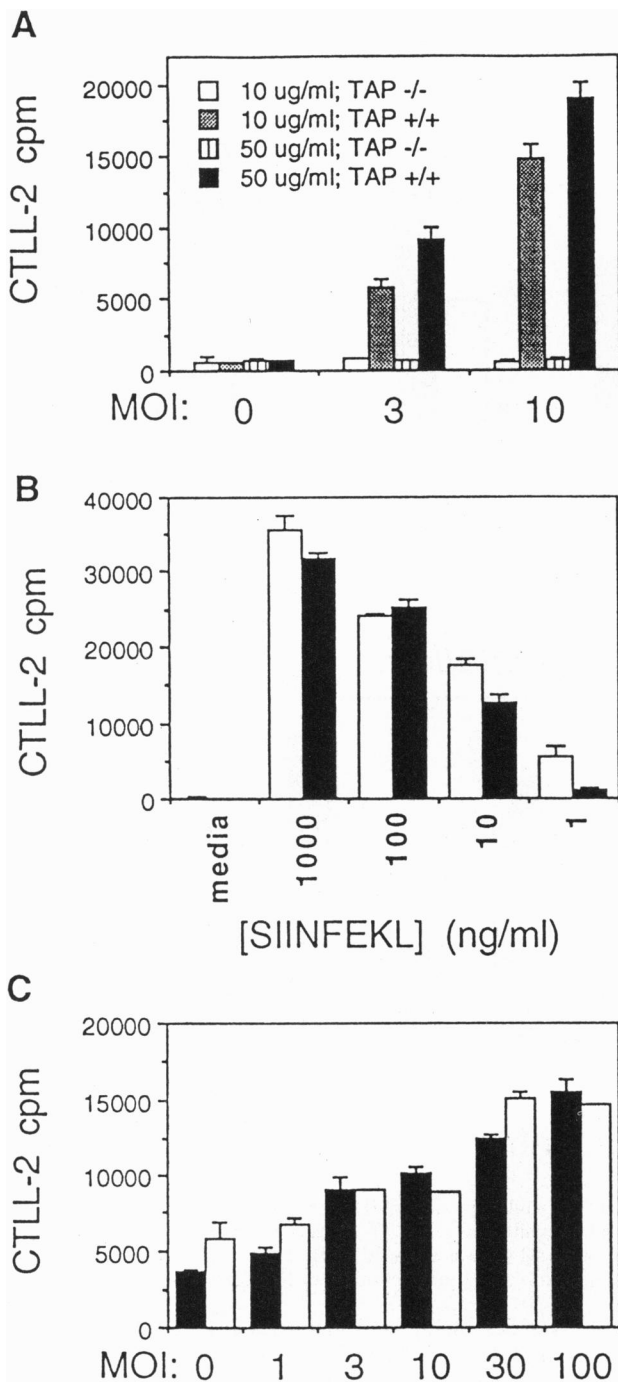 A
CTLL-2 cpm
20000
15000
10000
5000
0
10 ug/ml; TAP -/-
10 ug/ml; TAP +/+
50 ug/ml; TAP -/-
50 ug/ml; TAP +/+
MOI: 0 3 10
B
CTLL-2 cpm
40000
30000
20000
10000
0
media 1000 100 10 1
[SIINFEKL] (ng/ml)
C
CTLL-2 cpm
20000
15000
10000
5000
0
MOI: 0 1 3 10 30 100